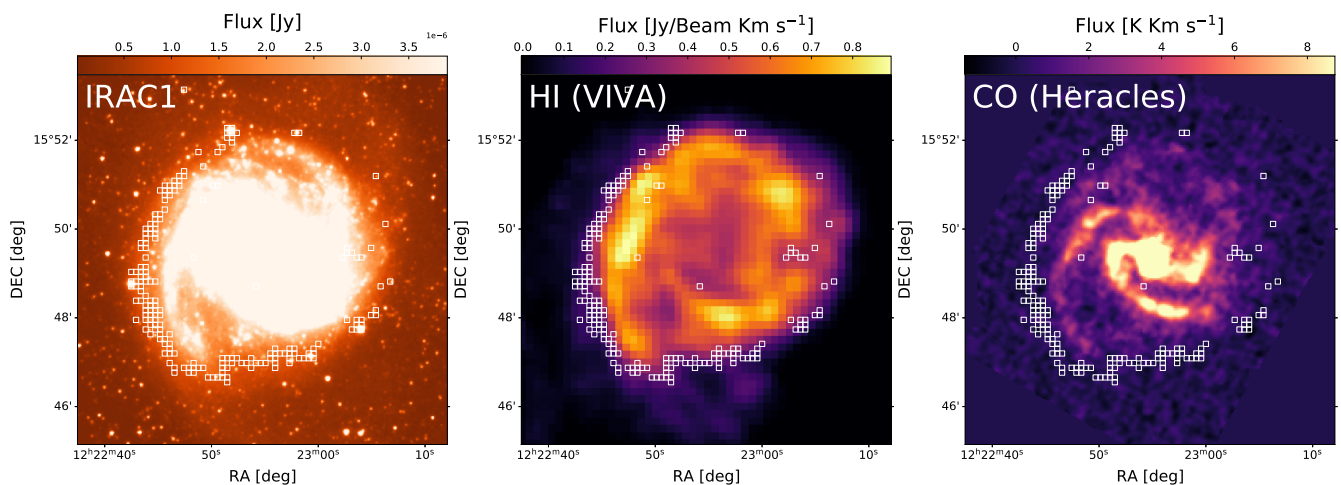 Flux [Jy]
0.5 1.0 1.5 2.0 2.5 3.0 3.5
1e−6
IRAC1
15°52'
50'
48'
46'
DEC [deg]
12ʰ22ᵐ40ˢ 50ˢ 23ᵐ00ˢ 10ˢ
RA [deg]
Flux [Jy/Beam Km s⁻¹]
0.0 0.1 0.2 0.3 0.4 0.5 0.6 0.7 0.8
HI (VIVA)
15°52'
50'
48'
46'
DEC [deg]
12ʰ22ᵐ40ˢ 50ˢ 23ᵐ00ˢ 10ˢ
RA [deg]
Flux [K Km s⁻¹]
0 2 4 6 8
CO (Heracles)
15°52'
50'
48'
46'
DEC [deg]
12ʰ22ᵐ40ˢ 50ˢ 23ᵐ00ˢ 10ˢ
RA [deg]